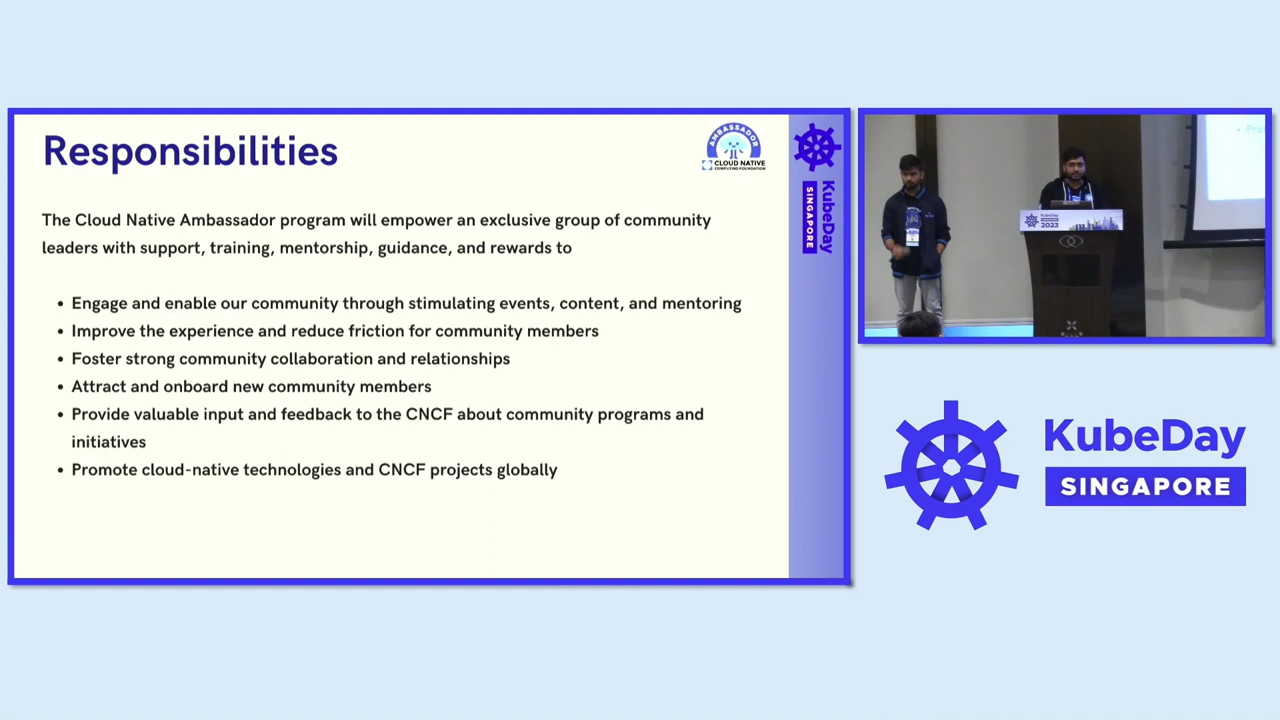 Responsibilities
AMBASSADOR
CLOUD NATIVE
COMPUTING FOUNDATION
KubeDay
SINGAPORE
The Cloud Native Ambassador program will empower an exclusive group of community
leaders with support, training, mentorship, guidance, and rewards to
• Engage and enable our community through stimulating events, content, and mentoring
• Improve the experience and reduce friction for community members
• Foster strong community collaboration and relationships
• Attract and onboard new community members
• Provide valuable input and feedback to the CNCF about community programs and
initiatives
• Promote cloud-native technologies and CNCF projects globally
• Pro
KubeDay
2023
KubeDay
SINGAPORE